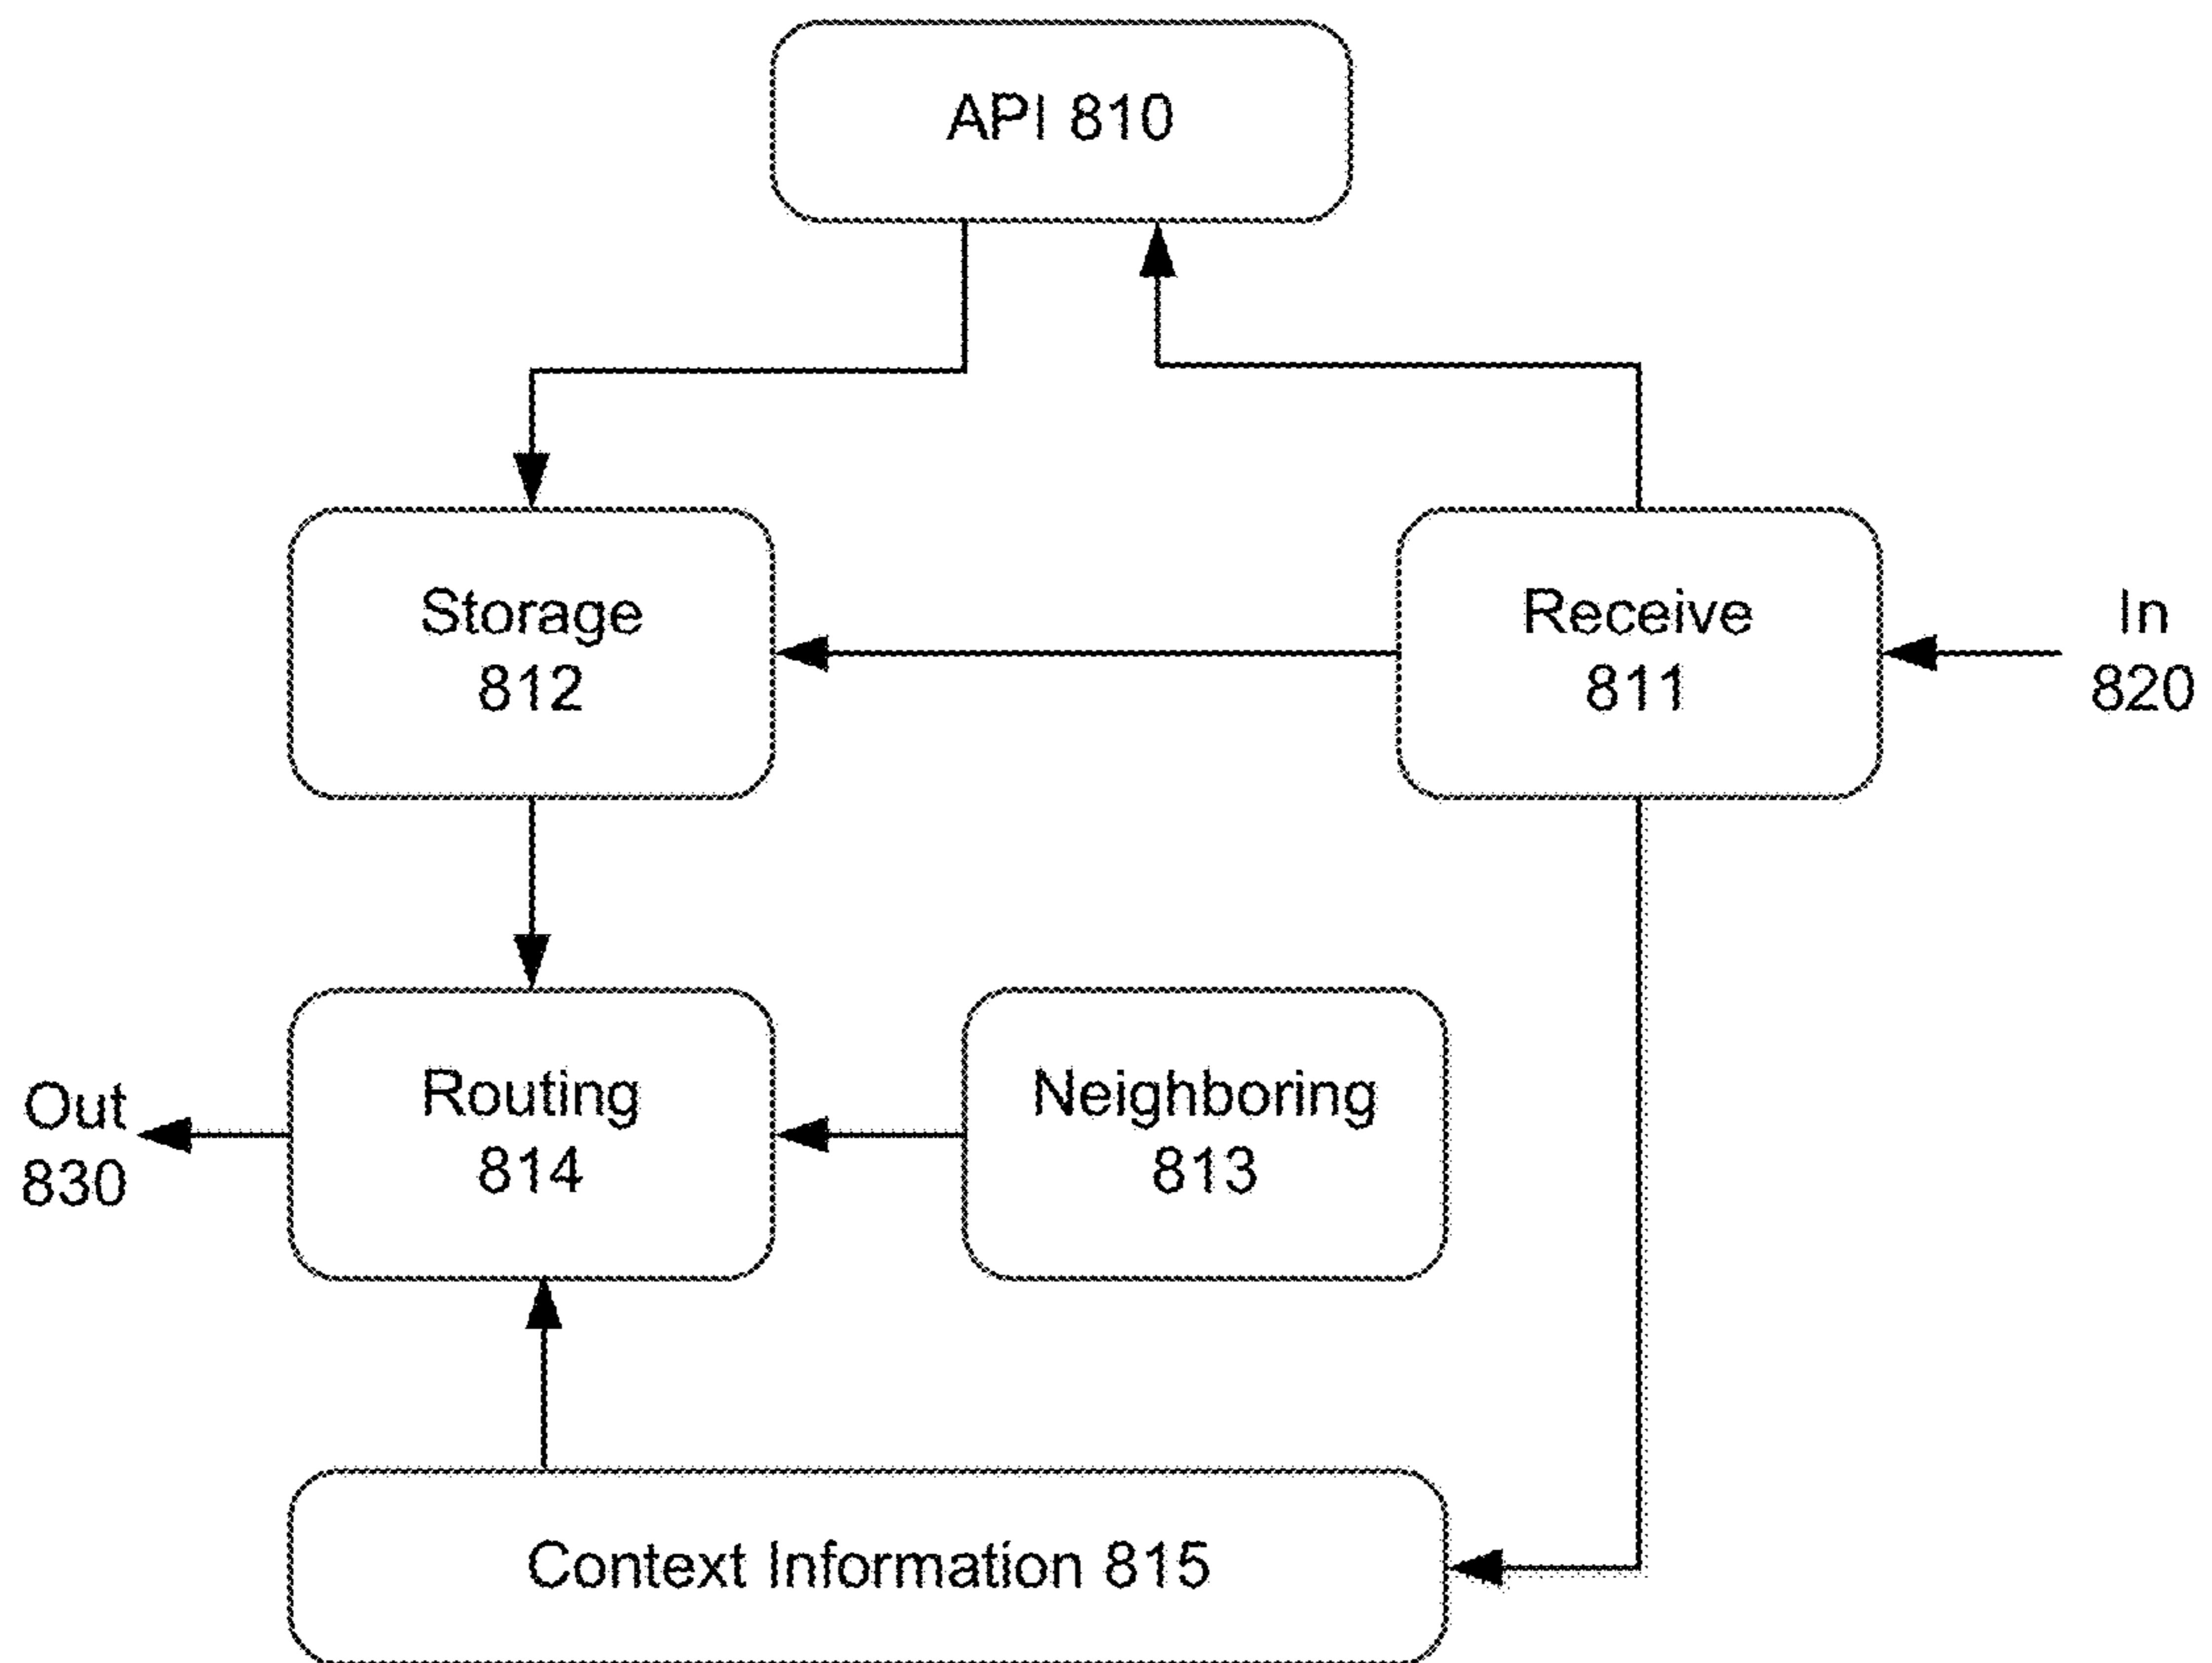 API 810
Storage
812
Receive
811
In
820
Out
830
Routing
814
Neighboring
813
Context Information 815